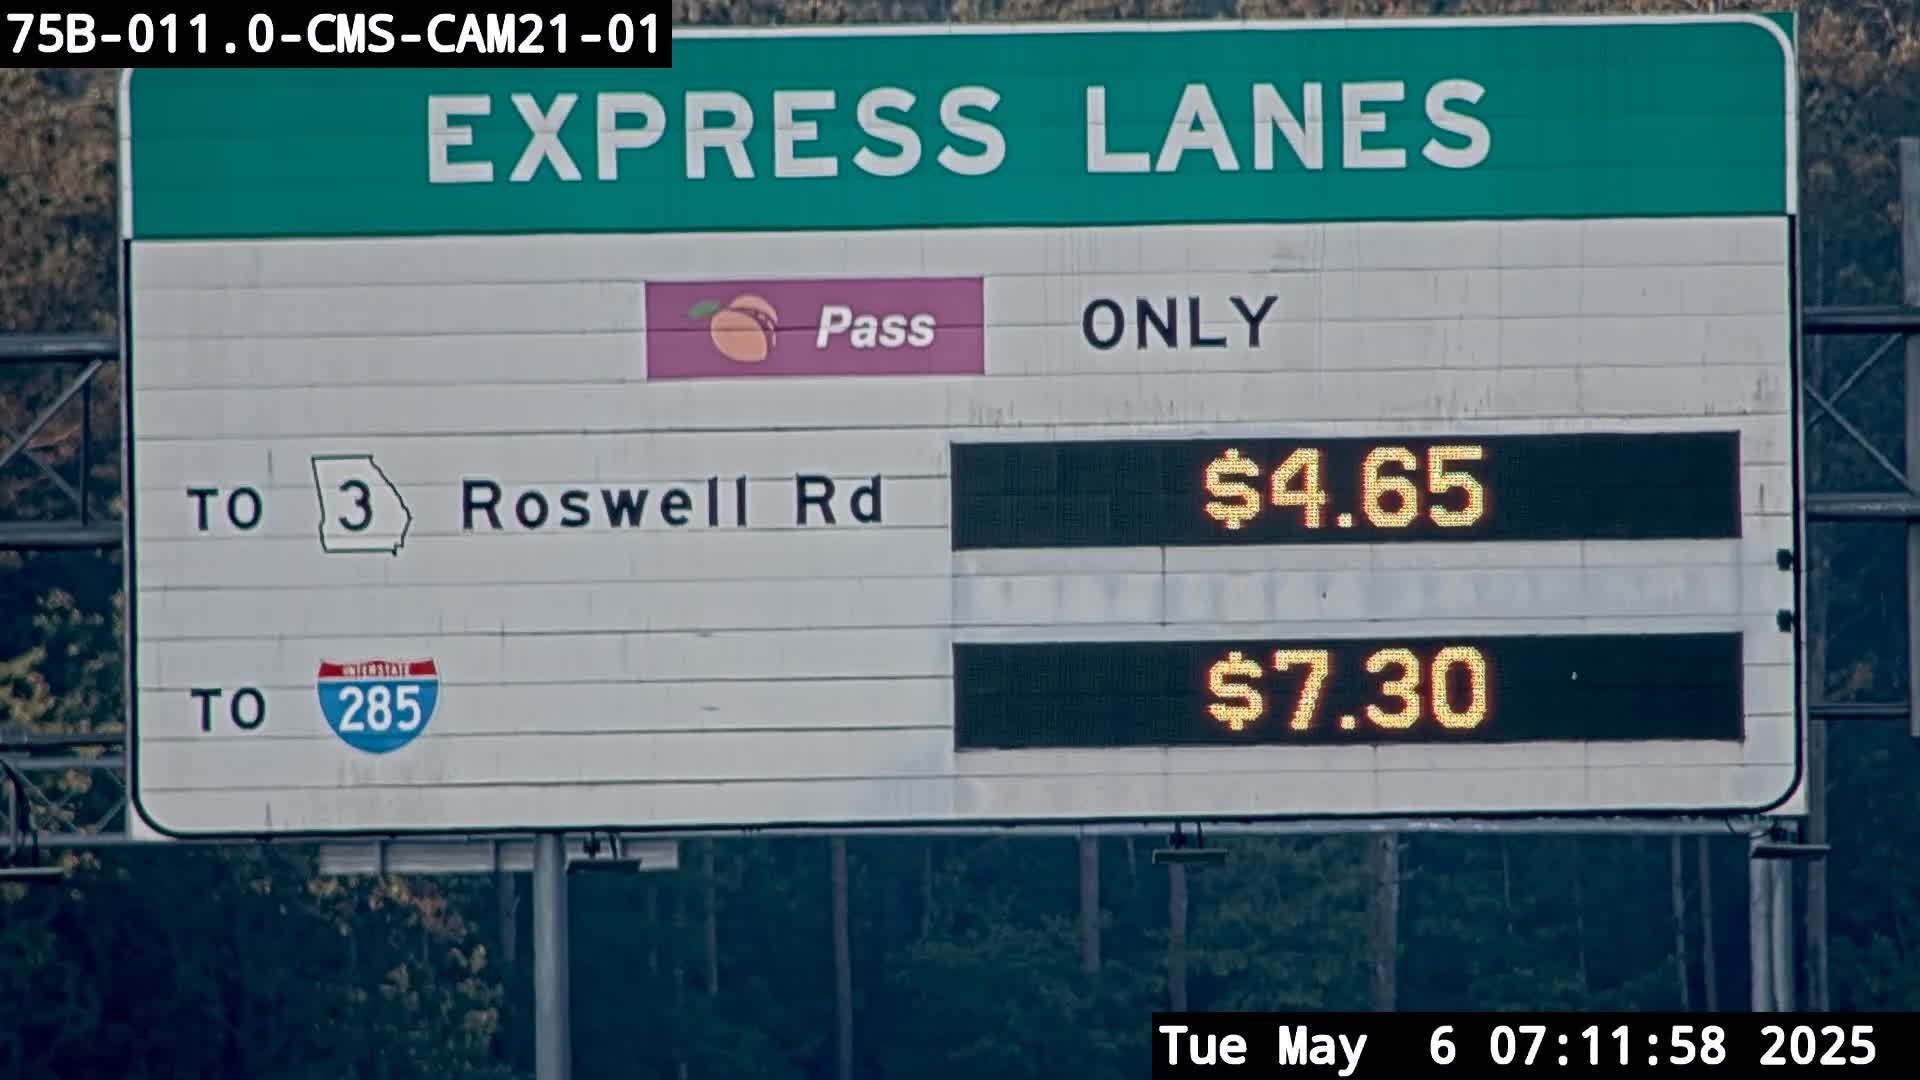 75B-011.0-CMS-CAM21-01
EXPRESS LANES
Pass ONLY
TO 3 Roswell Rd $4.65
INTERSTATE
TO 285 $7.30
Tue May 6 07:11:58 2025